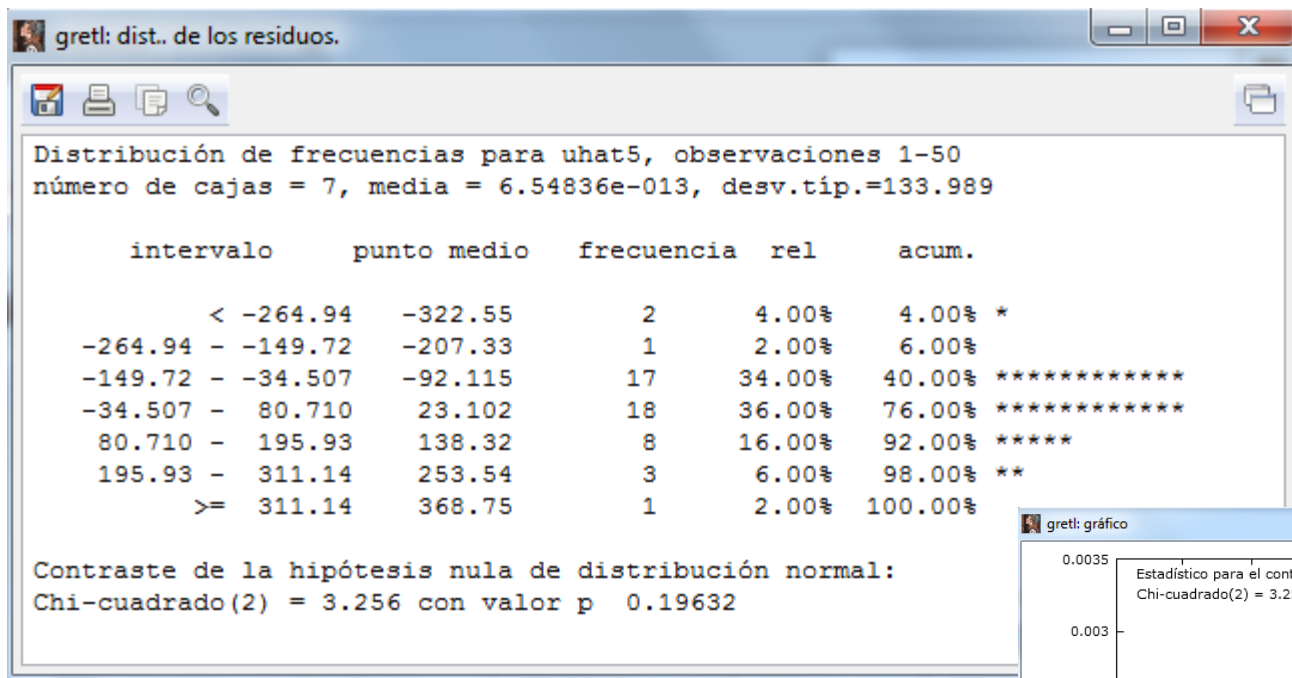 gretl: dist.. de los residuos.
Distribución de frecuencias para uhat5, observaciones 1-50
número de cajas = 7, media = 6.54836e-013, desv.típ.=133.989
intervalo punto medio frecuencia rel acum.
< -264.94 -322.55 2 4.00% 4.00% *
-264.94 - -149.72 -207.33 1 2.00% 6.00%
-149.72 - -34.507 -92.115 17 34.00% 40.00% ************
-34.507 - 80.710 23.102 18 36.00% 76.00% ************
80.710 - 195.93 138.32 8 16.00% 92.00% *****
195.93 - 311.14 253.54 3 6.00% 98.00% **
>= 311.14 368.75 1 2.00% 100.00%
Contraste de la hipótesis nula de distribución normal:
Chi-cuadrado(2) = 3.256 con valor p 0.19632
gretl: gráfico
0.0035
Estadístico para el cont
Chi-cuadrado(2) = 3.25
0.003